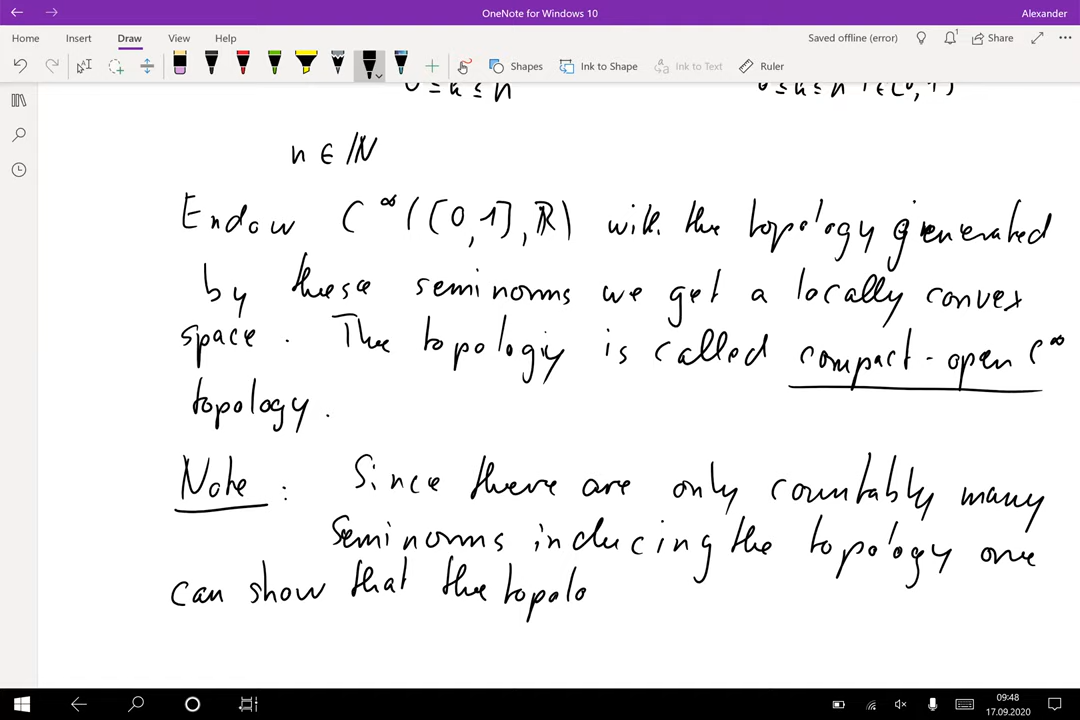 OneNote for Windows 10
Alexander
Home Insert Draw View Help
Saved offline (error) Share
Shapes Ink to Shape Ink to Text Ruler
0 ≤ k ≤ n
n ∈ ℕ
Endow C^∞([0,1],ℝ) with the topology generated
by these seminorms we get a locally convex
space. The topology is called compact-open C^∞
topology.
Note: Since there are only countably many
seminorms inducing the topology one
can show that the topolo
09:48
17.09.2020